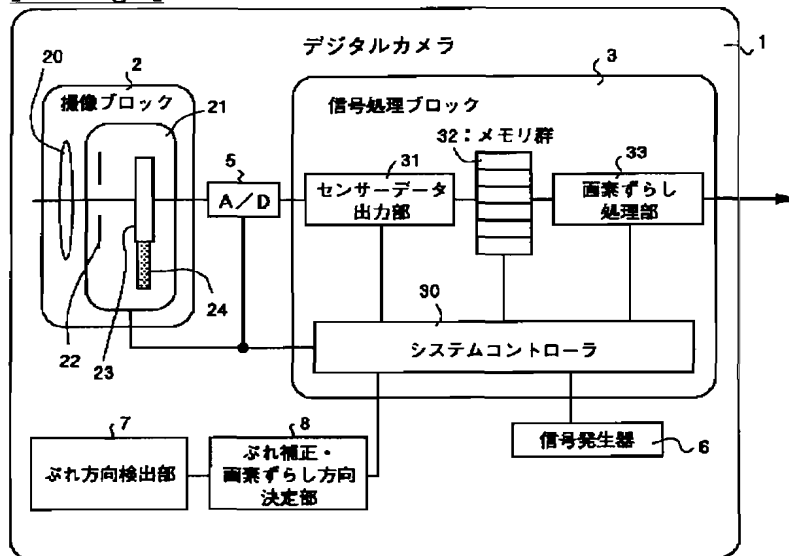 デジタルカメラ
1
20
2
撮像ブロック
21
22
23
24
5
A/D
3
信号処理ブロック
32：メモリ群
31
センサーデータ
出力部
33
画素ずらし
処理部
30
システムコントローラ
7
ぶれ方向検出部
8
ぶれ補正・
画素ずらし方向
決定部
信号発生器
6